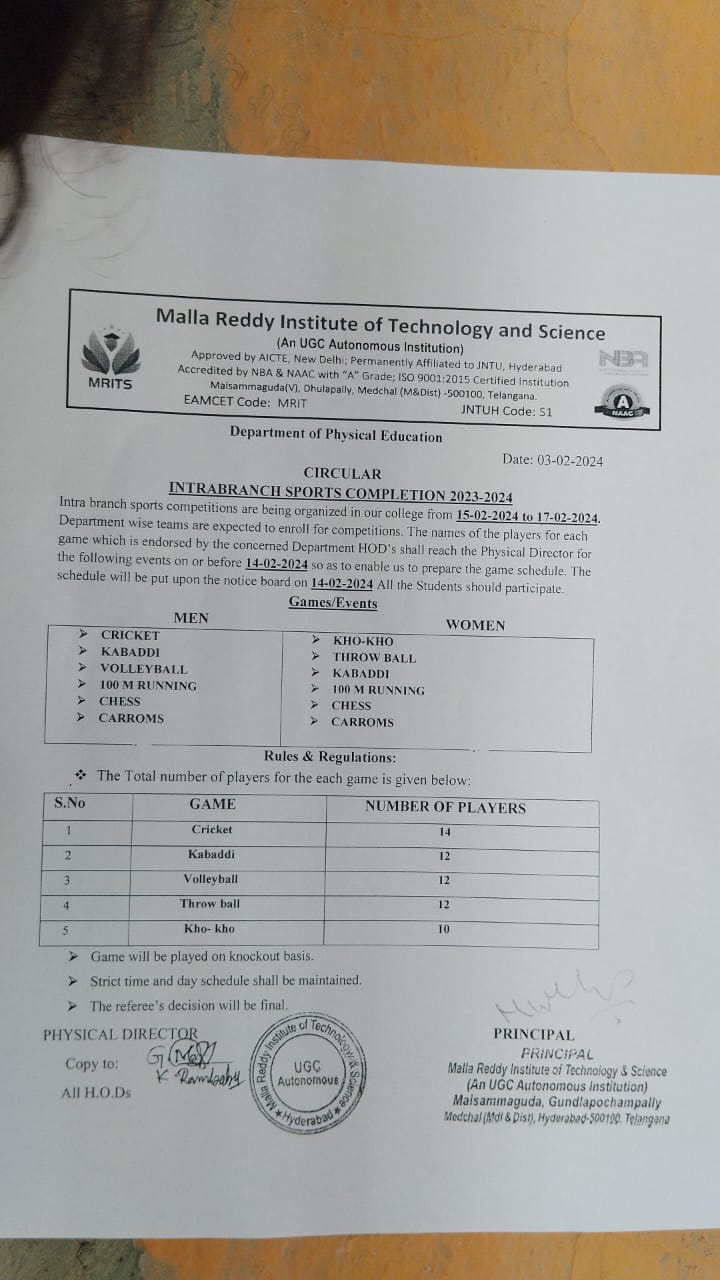 Malla Reddy Institute of Technology and Science
(An UGC Autonomous Institution)
Approved by AICTE, New Delhi; Permanently Affiliated to JNTU, Hyderabad
Accredited by NBA & NAAC with “A” Grade; ISO 9001:2015 Certified Institution
Maisammaguda(V), Dhulapally, Medchal (M&Dist) -500100, Telangana.
EAMCET Code: MRIT JNTUH Code: S1
MRITS
NBA
A
NAAC
Department of Physical Education
Date: 03-02-2024
CIRCULAR
INTRABRANCH SPORTS COMPLETION 2023-2024
Intra branch sports competitions are being organized in our college from 15-02-2024 to 17-02-2024.
Department wise teams are expected to enroll for competitions. The names of the players for each
game which is endorsed by the concerned Department HOD’s shall reach the Physical Director for
the following events on or before 14-02-2024 so as to enable us to prepare the game schedule. The
schedule will be put upon the notice board on 14-02-2024 All the Students should participate.
Games/Events
MEN
➢ CRICKET
➢ KABADDI
➢ VOLLEYBALL
➢ 100 M RUNNING
➢ CHESS
➢ CARROMS
WOMEN
➢ KHO-KHO
➢ THROW BALL
➢ KABADDI
➢ 100 M RUNNING
➢ CHESS
➢ CARROMS
Rules & Regulations:
❖ The Total number of players for the each game is given below:
S.No GAME NUMBER OF PLAYERS
1 Cricket 14
2 Kabaddi 12
3 Volleyball 12
4 Throw ball 12
5 Kho- kho 10
➢ Game will be played on knockout basis.
➢ Strict time and day schedule shall be maintained.
➢ The referee’s decision will be final.
PHYSICAL DIRECTOR
Copy to:
All H.O.Ds
Malla Reddy Institute of Technology & Science
★ Hyderabad ★
UGC
Autonomous
PRINCIPAL
PRINCIPAL
Malla Reddy Institute of Technology & Science
(An UGC Autonomous Institution)
Maisammaguda, Gundlapochampally
Medchal (Mdl & Dist), Hyderabad-500100. Telangana